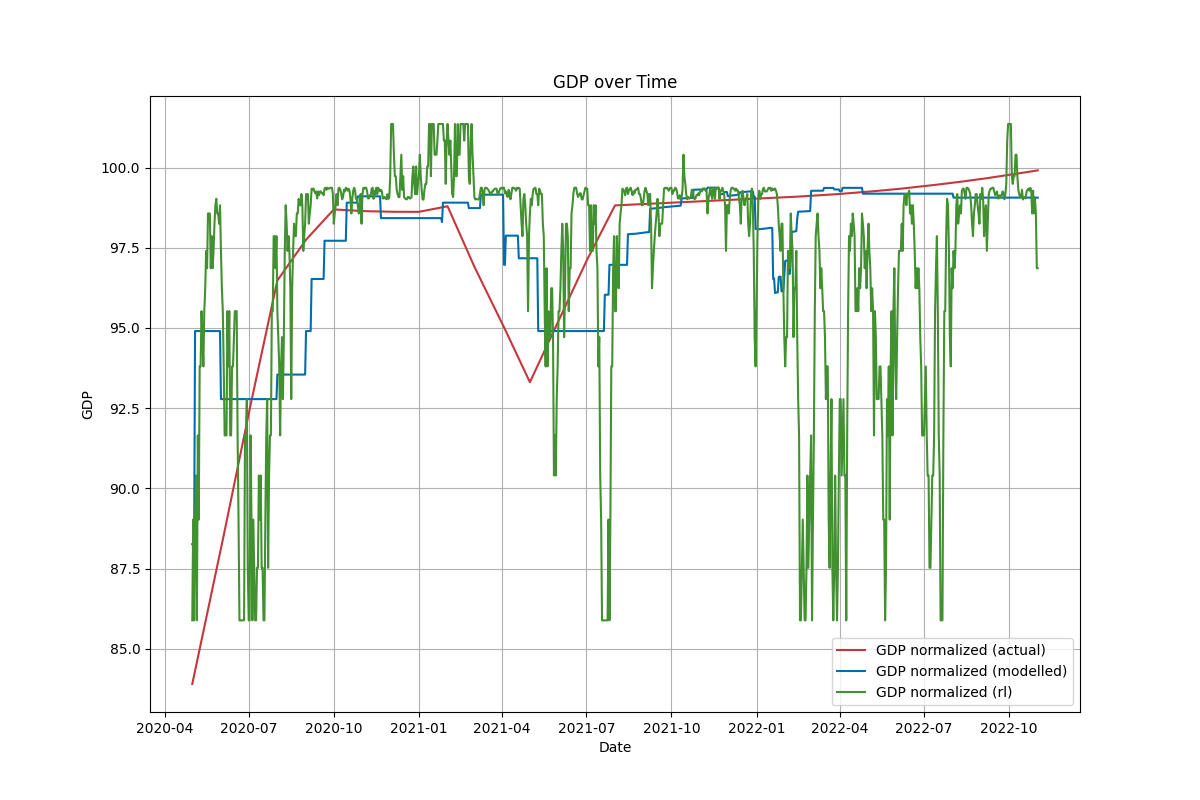 GDP over Time
100.0
97.5
95.0
92.5
90.0
87.5
85.0
GDP
2020-04 2020-07 2020-10 2021-01 2021-04 2021-07 2021-10 2022-01 2022-04 2022-07 2022-10
Date
GDP normalized (actual)
GDP normalized (modelled)
GDP normalized (rl)